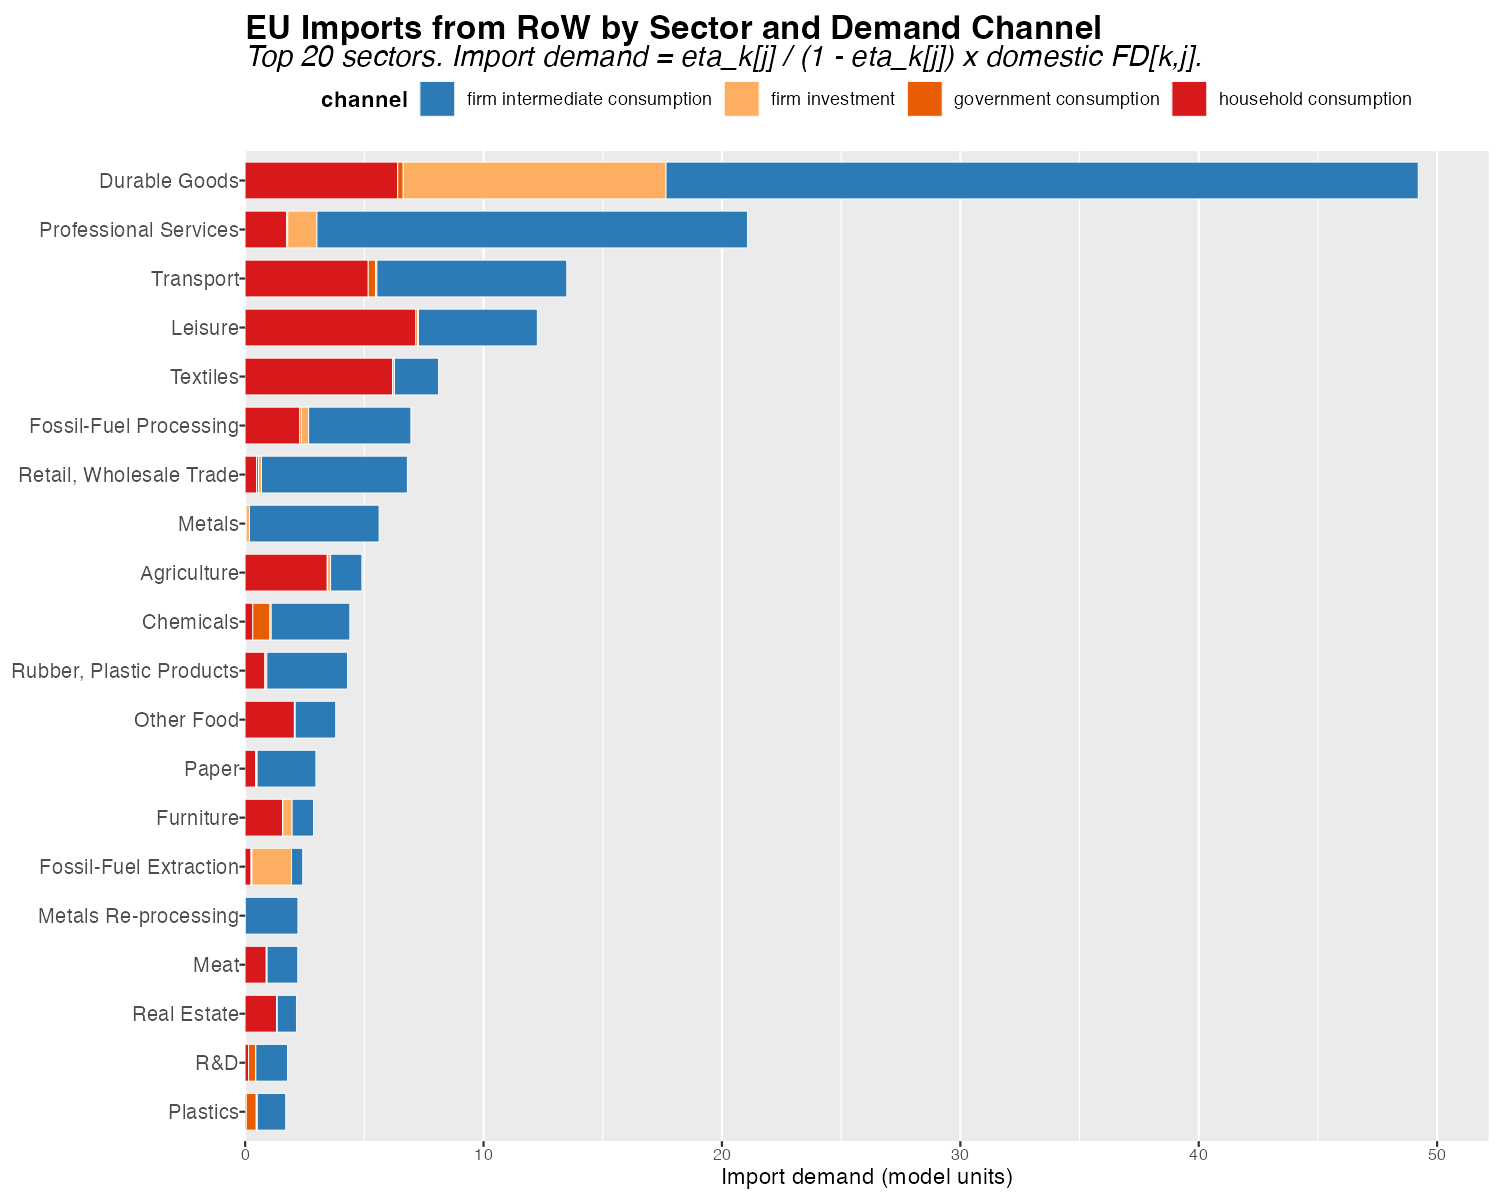 EU Imports from RoW by Sector and Demand Channel
Top 20 sectors. Import demand = eta_k[j] / (1 - eta_k[j]) x domestic FD[k,j].
channel firm intermediate consumption firm investment government consumption household consumption
Durable Goods
Professional Services
Transport
Leisure
Textiles
Fossil-Fuel Processing
Retail, Wholesale Trade
Metals
Agriculture
Chemicals
Rubber, Plastic Products
Other Food
Paper
Furniture
Fossil-Fuel Extraction
Metals Re-processing
Meat
Real Estate
R&D
Plastics
0 10 20 30 40 50
Import demand (model units)